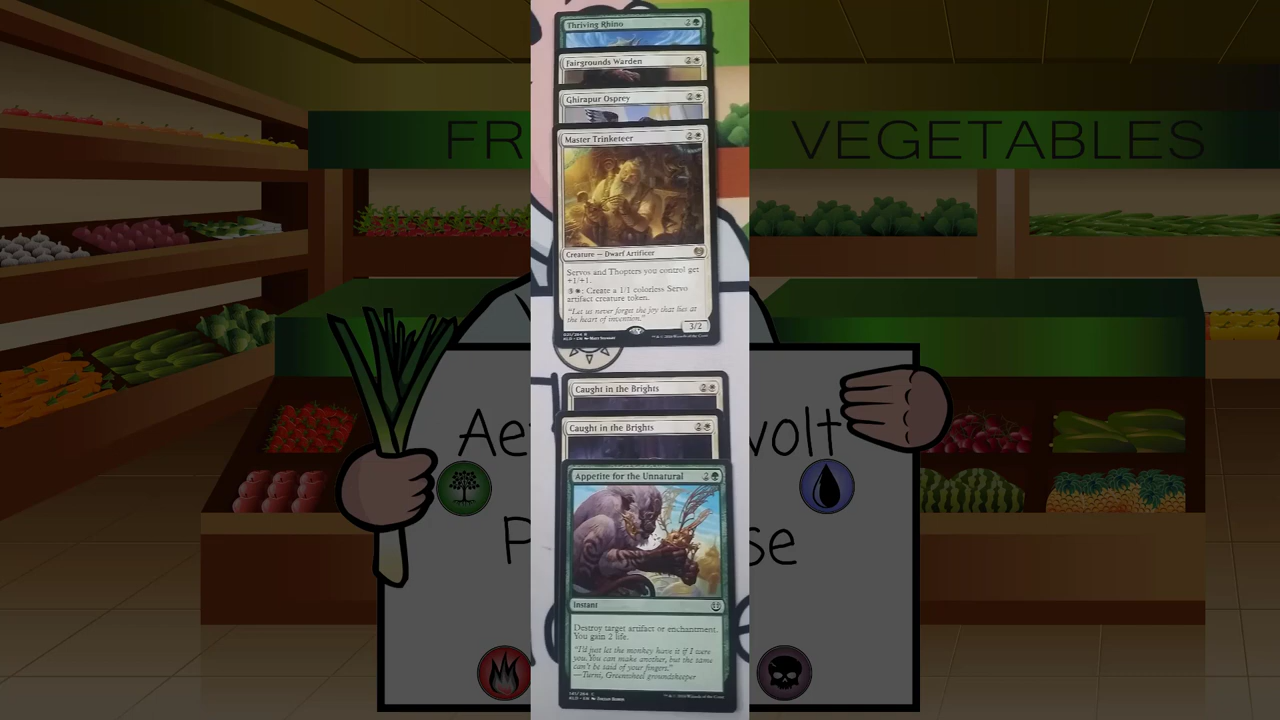 Thriving Rhino
Fairgrounds Warden
Ghirapur Osprey
Master Trinketeer
Creature — Dwarf Artificer
Servos and Thopters you control get
+1/+1.
: Create a 1/1 colorless Servo
artifact creature token.
"Let us never forget the joy that lies at
the heart of invention."
3/2
Caught in the Brights
Caught in the Brights
Appetite for the Unnatural
Instant
Destroy target artifact or enchantment.
You gain 2 life.
"I'd just let the monkey have it if I were
you. You can make another, but the same
can't be said of your fingers."
—Turni, Greenwheel groundskeeper
FR
VEGETABLES
Ae
volt
P
se